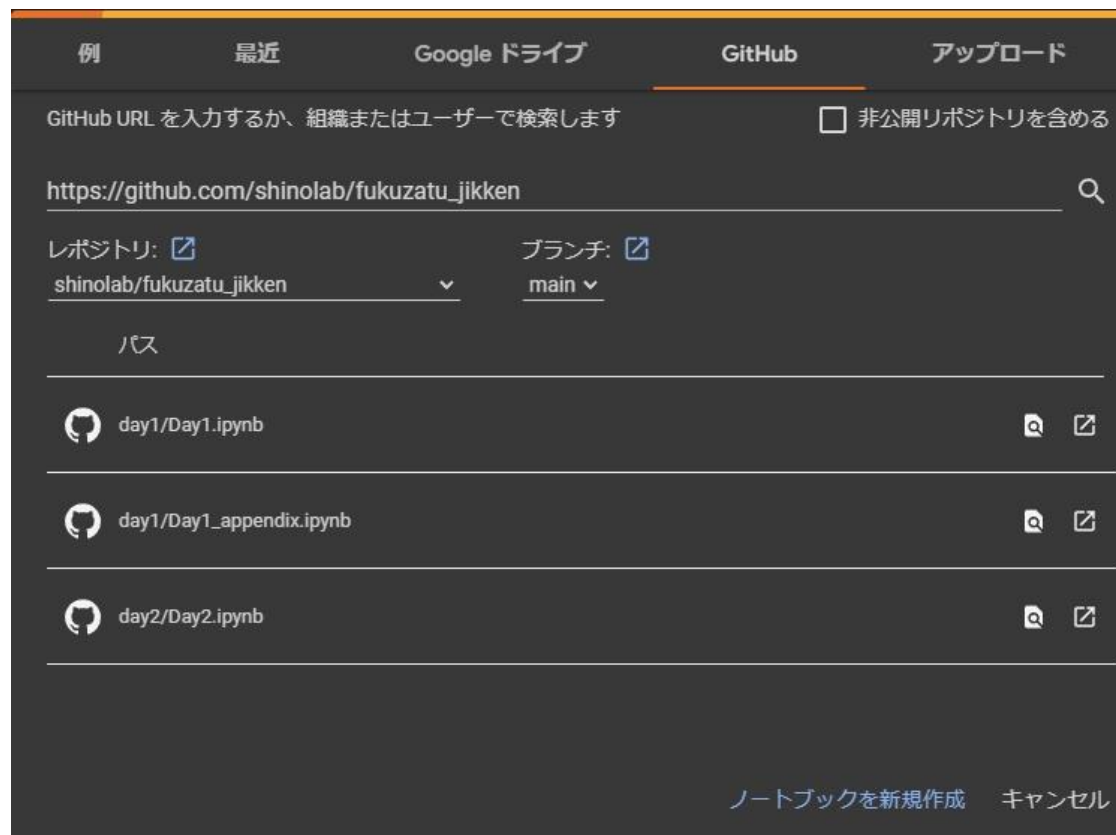 例 最近 Google ドライブ GitHub アップロード
GitHub URL を入力するか、組織またはユーザーで検索します 非公開リポジトリを含める
https://github.com/shinolab/fukuzatu_jikken
レポジトリ: ブランチ:
shinolab/fukuzatu_jikken main
パス
day1/Day1.ipynb
day1/Day1_appendix.ipynb
day2/Day2.ipynb
ノートブックを新規作成 キャンセル